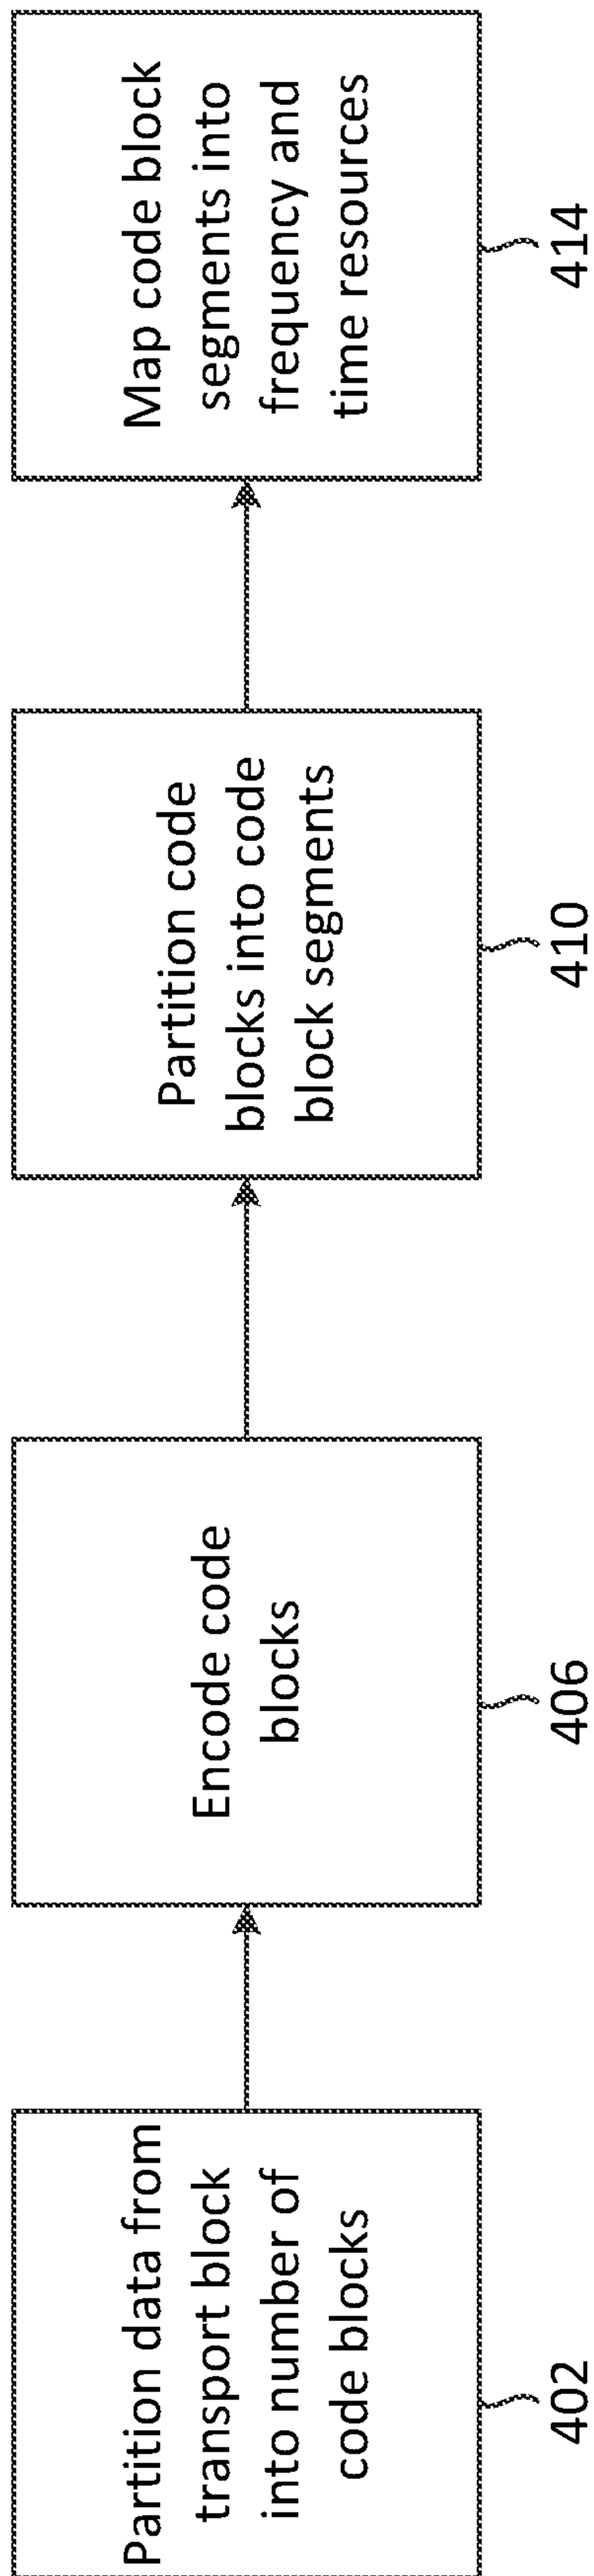 Partition data from
transport block
into number of
code blocks
402
Encode code
blocks
406
Partition code
blocks into code
block segments
410
Map code block
segments into
frequency and
time resources
414